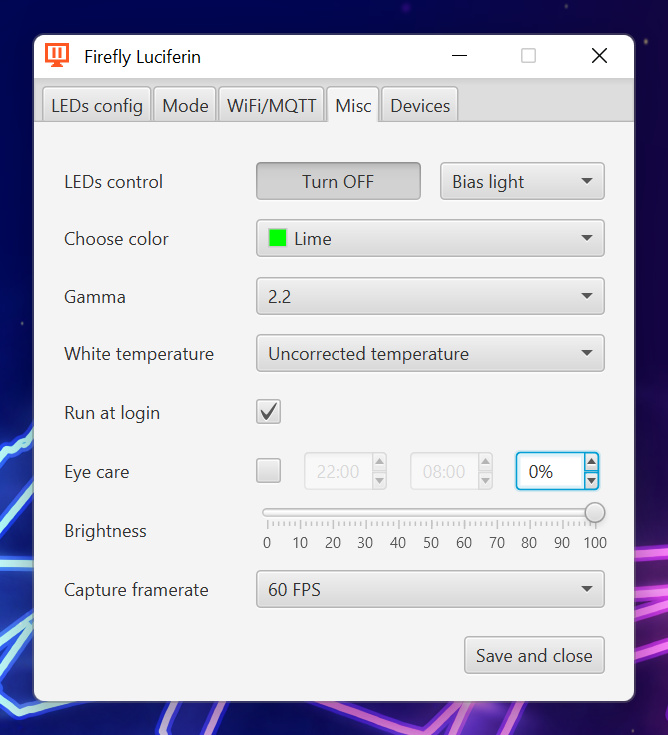 Firefly Luciferin
LEDs config Mode WiFi/MQTT Misc Devices
LEDs control Turn OFF Bias light
Choose color Lime
Gamma 2.2
White temperature Uncorrected temperature
Run at login
Eye care 22:00 08:00 0%
Brightness
0 10 20 30 40 50 60 70 80 90 100
Capture framerate 60 FPS
Save and close